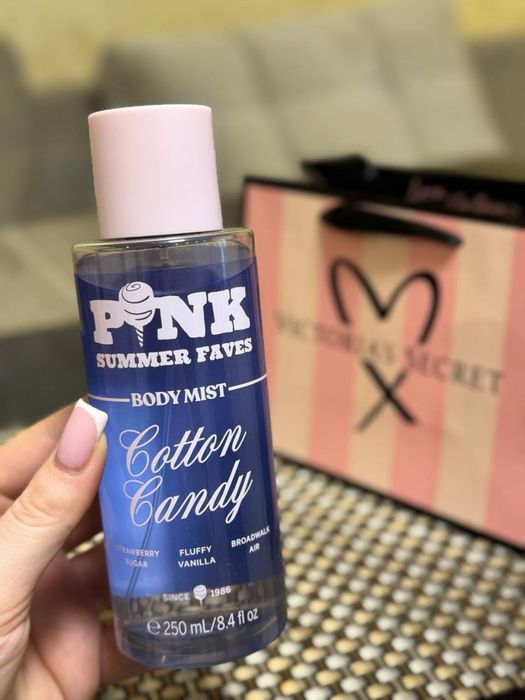 PINK
SUMMER FAVES
BODY MIST
Cotton
Candy
STRAWBERRY
SUGAR
FLUFFY
VANILLA
BROADWALK
AIR
SINCE 1986
℮ 250 mL/8.4 fl oz
VICTORIA'S SECRET